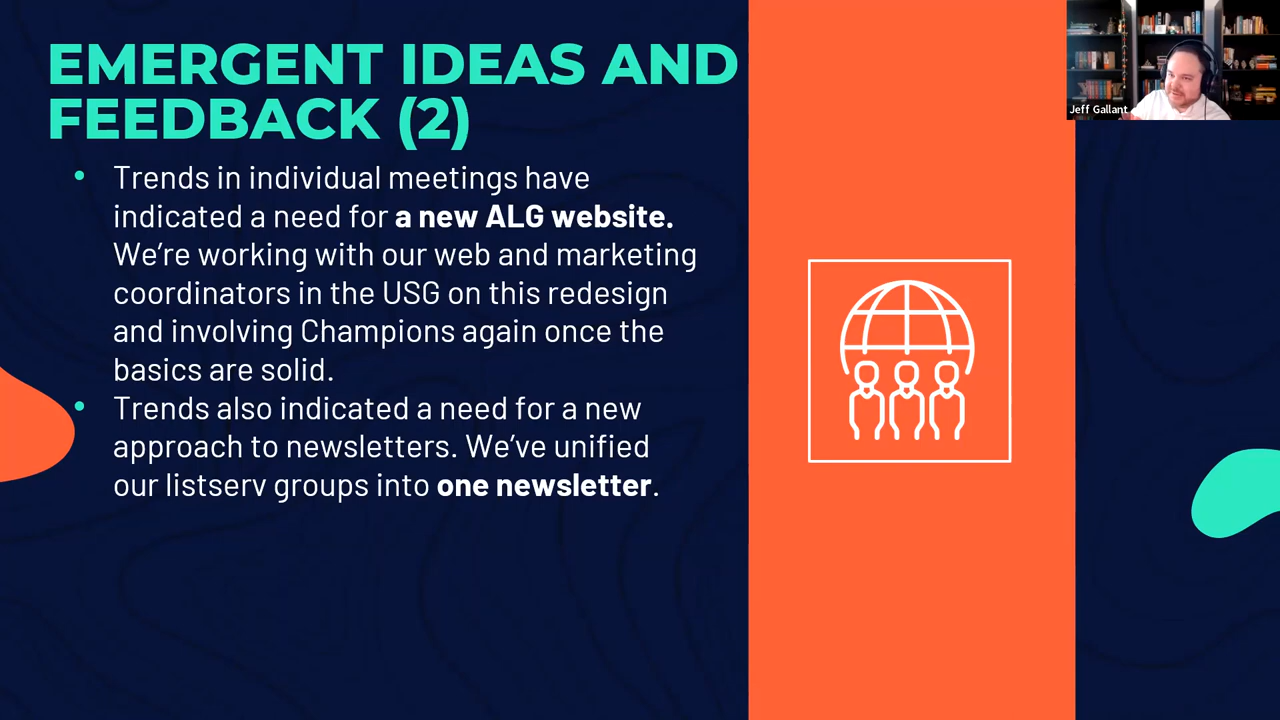 EMERGENT IDEAS AND
FEEDBACK (2)
Jeff Gallant
• Trends in individual meetings have
indicated a need for a new ALG website.
We’re working with our web and marketing
coordinators in the USG on this redesign
and involving Champions again once the
basics are solid.
• Trends also indicated a need for a new
approach to newsletters. We’ve unified
our listserv groups into one newsletter.